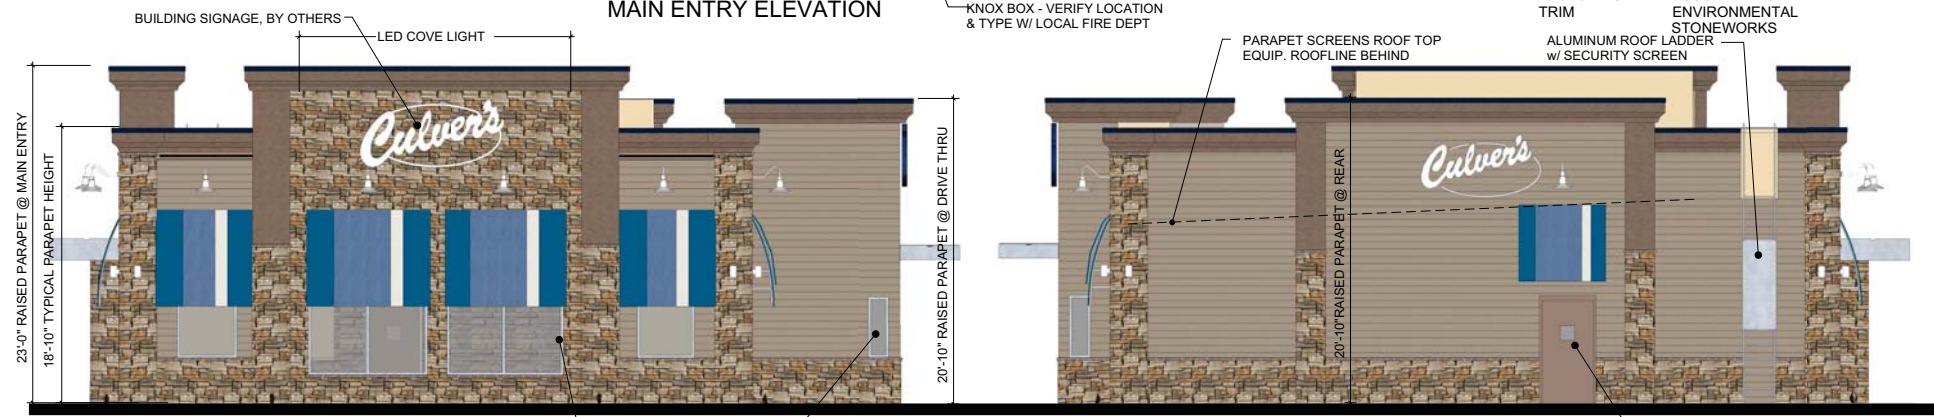 MAIN ENTRY ELEVATION
KNOX BOX - VERIFY LOCATION
& TYPE W/ LOCAL FIRE DEPT
TRIM
ENVIRONMENTAL
STONEWORKS
BUILDING SIGNAGE, BY OTHERS
LED COVE LIGHT
PARAPET SCREENS ROOF TOP
EQUIP. ROOFLINE BEHIND
ALUMINUM ROOF LADDER
w/ SECURITY SCREEN
23'-0" RAISED PARAPET @ MAIN ENTRY
18'-10" TYPICAL PARAPET HEIGHT
Culver's
20'-10" RAISED PARAPET @ DRIVE THRU
20'-10"RAISED PARAPET @ REAR
Culver's